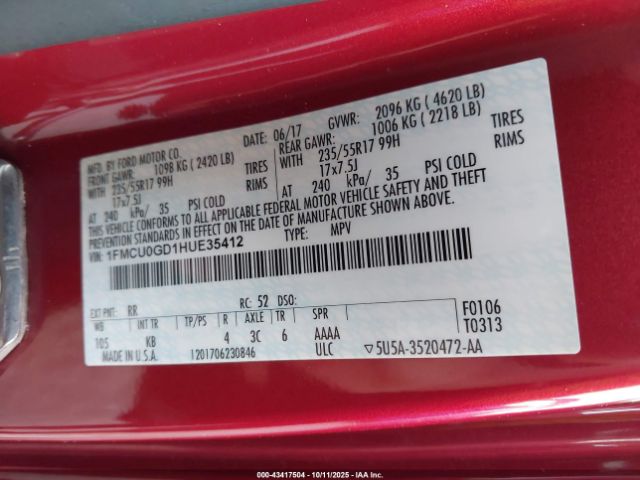 MFD. BY FORD MOTOR CO. DATE: 06/17 GVWR: 2096 KG ( 4620 LB)
FRONT GAWR: 1098 KG ( 2420 LB) REAR GAWR: 1006 KG ( 2218 LB)
WITH 235/55R17 99H TIRES WITH 235/55R17 99H TIRES
17x7.5J RIMS 17x7.5J RIMS
AT 240 kPa/ 35 PSI COLD AT 240 kPa/ 35 PSI COLD
THIS VEHICLE CONFORMS TO ALL APPLICABLE FEDERAL MOTOR VEHICLE SAFETY AND THEFT
PREVENTION STANDARDS IN EFFECT ON THE DATE OF MANUFACTURE SHOWN ABOVE.
VIN: 1FMCU0GD1HUE35412 TYPE: MPV
EXT PNT: RR RC: 52 DSO: F0106
WB INT TR TP/PS R AXLE TR SPR T0313
105 KB 4 3C 6 AAAA
MADE IN U.S.A. 1201706230846 ULC ▽5U5A-3520472-AA
000-43417504 - 10/11/2025 - IAA Inc.